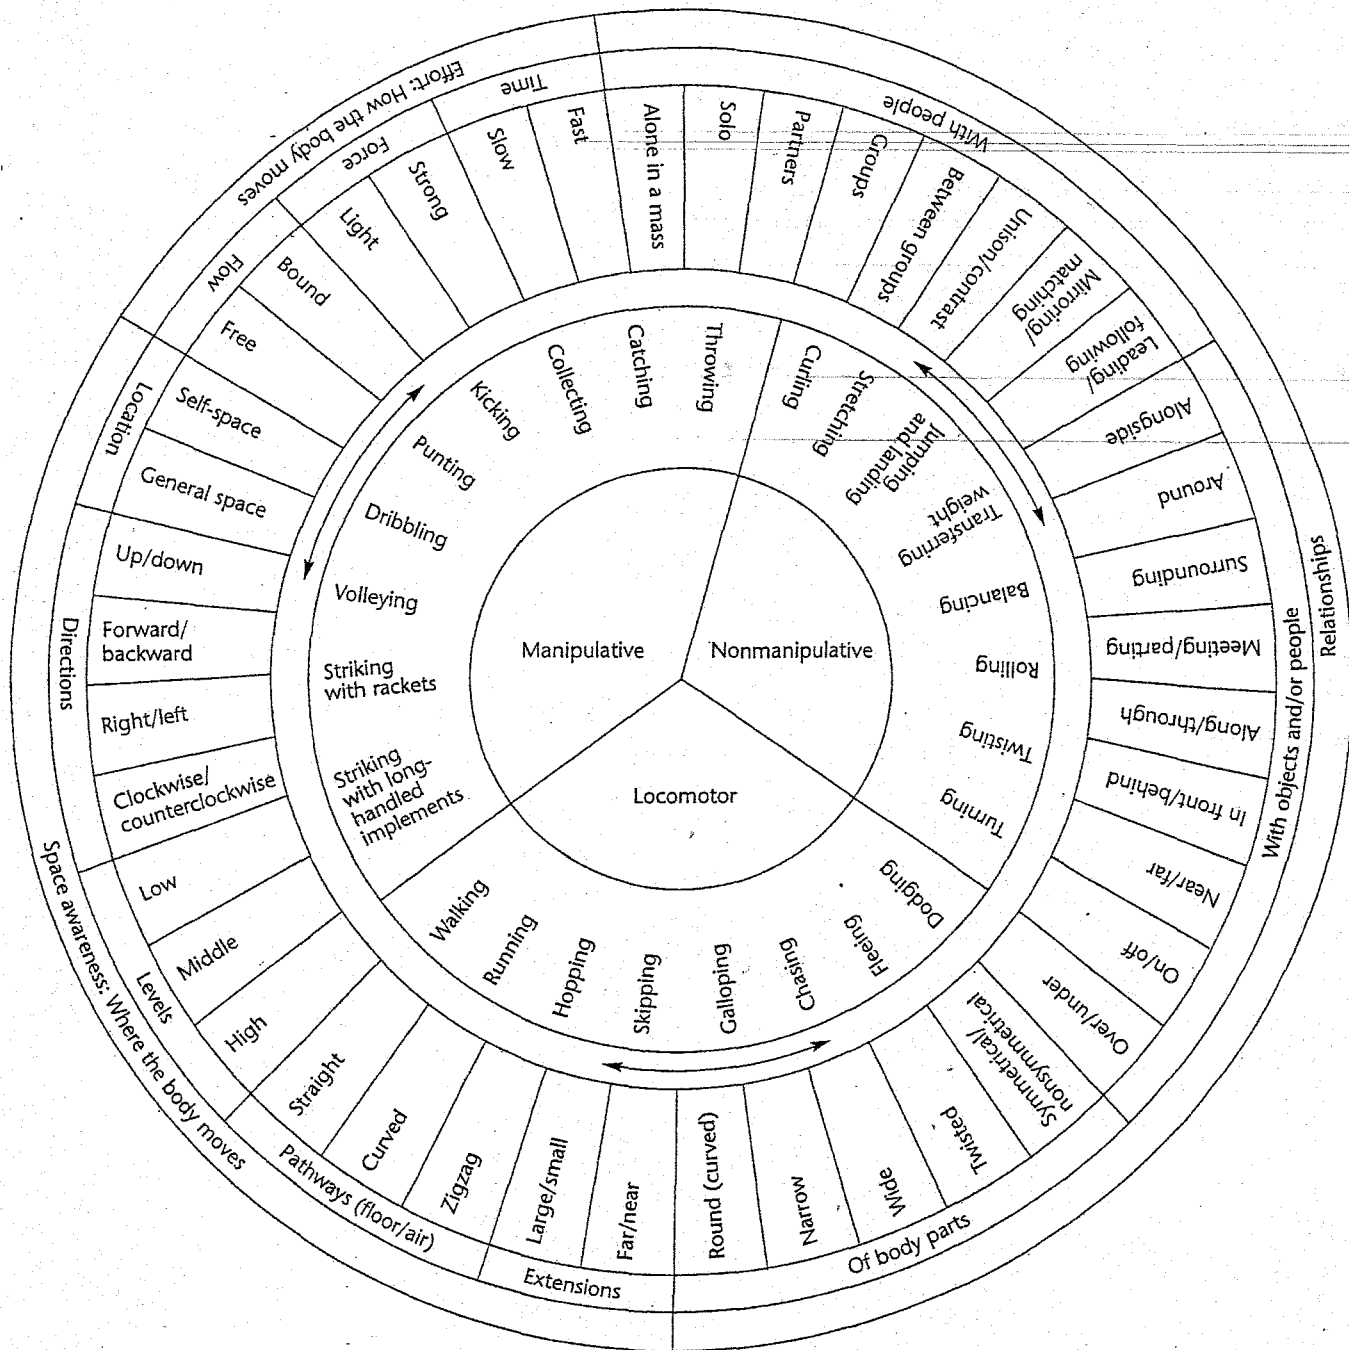 Effort: How the body moves
Time
Force
Flow
Fast
Slow
Strong
Light
Bound
Free
With people
Alone in a mass
Solo
Partners
Groups
Between groups
Unison/contrast
Mirroring/
matching
Leading/
following
Relationships
With objects and/or people
Alongside
Around
Surrounding
Meeting/parting
Along/through
In front/behind
Near/far
On/off
Over/under
Of body parts
Symmetrical/
nonsymmetrical
Twisted
Wide
Narrow
Round (curved)
Space awareness: Where the body moves
Location
Self-space
General space
Directions
Up/down
Forward/
backward
Right/left
Clockwise/
counterclockwise
Levels
Low
Middle
High
Pathways (floor/air)
Straight
Curved
Zigzag
Extensions
Large/small
Far/near
Manipulative
Throwing
Catching
Collecting
Kicking
Punting
Dribbling
Volleying
Striking
with rackets
Striking
with long-
handled
implements
Nonmanipulative
Curling
Stretching
Jumping
and landing
Transferring
weight
Balancing
Rolling
Twisting
Turning
Locomotor
Walking
Running
Hopping
Skipping
Galloping
Chasing
Fleeing
Dodging